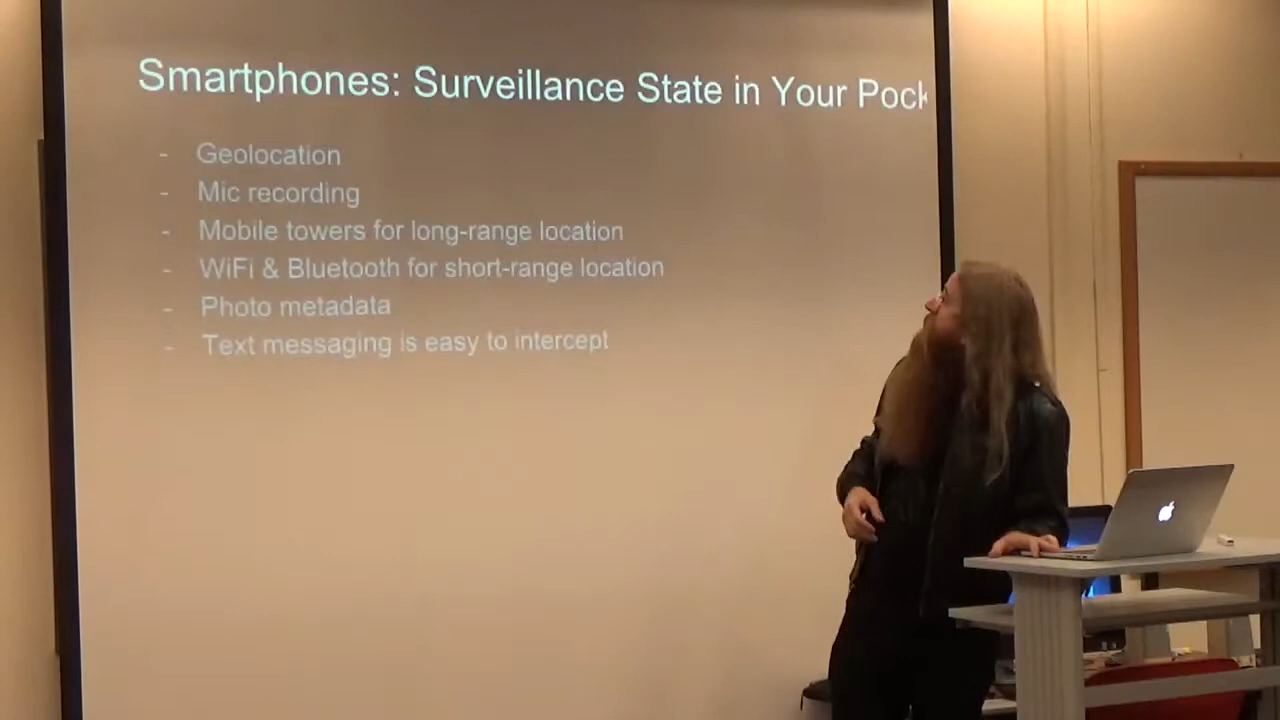 Smartphones: Surveillance State in Your Pock
- Geolocation
- Mic recording
- Mobile towers for long-range location
- WiFi & Bluetooth for short-range location
- Photo metadata
- Text messaging is easy to intercept